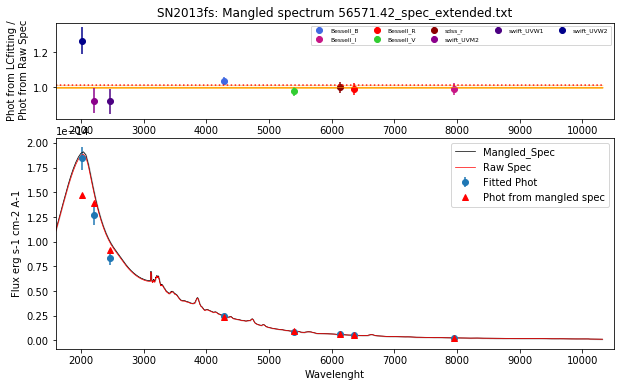 SN2013fs: Mangled spectrum 56571.42_spec_extended.txt
Phot from LCfitting /
Phot from Raw Spec
1.2
1.0
Bessell_B
Bessell_I
Bessell_R
Bessell_V
sdss_r
swift_UVM2
swift_UVW1
swift_UVW2
2000 3000 4000 5000 6000 7000 8000 9000 10000
1e−14
Flux erg s-1 cm-2 A-1
2.00
1.75
1.50
1.25
1.00
0.75
0.50
0.25
0.00
Mangled_Spec
Raw Spec
Fitted Phot
Phot from mangled spec
2000 3000 4000 5000 6000 7000 8000 9000 10000
Wavelenght